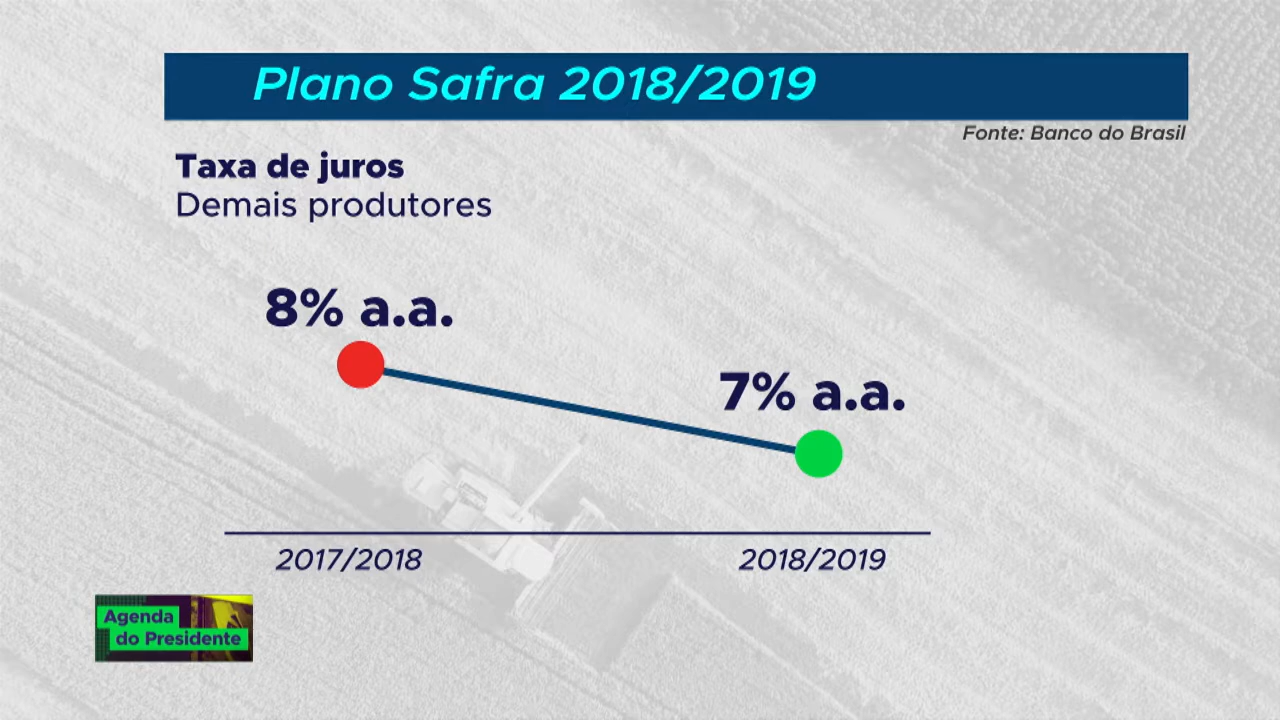 Plano Safra 2018/2019
Fonte: Banco do Brasil
Taxa de juros
Demais produtores
8% a.a.
7% a.a.
2017/2018
2018/2019
Agenda
do Presidente